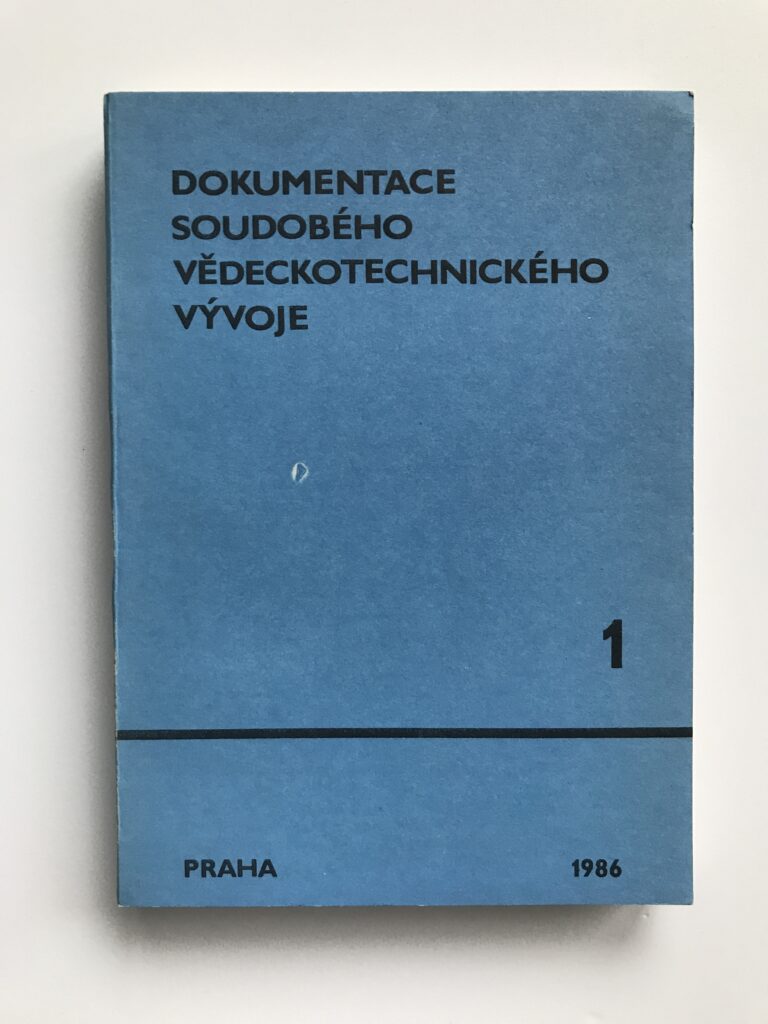 DOKUMENTACE
SOUDOBÉHO
VĚDECKOTECHNICKÉHO
VÝVOJE
1
PRAHA 1986